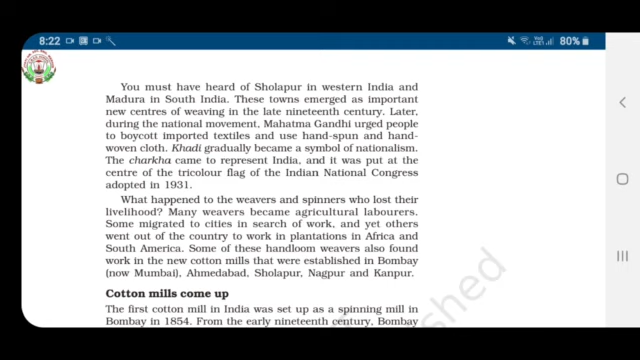 8:22
80%
You must have heard of Sholapur in western India and
Madura in South India. These towns emerged as important
new centres of weaving in the late nineteenth century. Later,
during the national movement, Mahatma Gandhi urged people
to boycott imported textiles and use hand-spun and hand-
woven cloth. Khadi gradually became a symbol of nationalism.
The charkha came to represent India, and it was put at the
centre of the tricolour flag of the Indian National Congress
adopted in 1931.
What happened to the weavers and spinners who lost their
livelihood? Many weavers became agricultural labourers.
Some migrated to cities in search of work, and yet others
went out of the country to work in plantations in Africa and
South America. Some of these handloom weavers also found
work in the new cotton mills that were established in Bombay
(now Mumbai), Ahmedabad, Sholapur, Nagpur and Kanpur.
Cotton mills come up
The first cotton mill in India was set up as a spinning mill in
Bombay in 1854. From the early nineteenth century, Bombay
shed